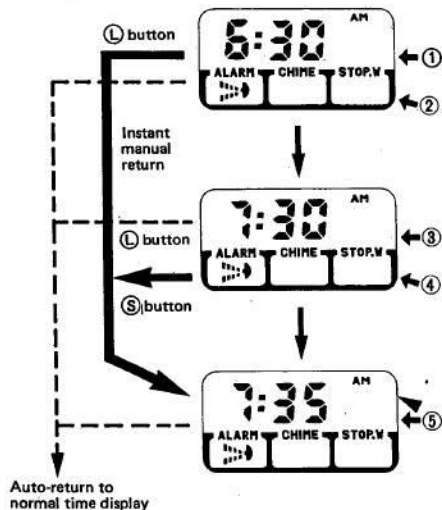 Ⓛ button
AM
6:30
①
ALARM CHIME STOP.W
②
Instant
manual
return
AM
7:30
③
Ⓛ button
ALARM CHIME STOP.W
④
Ⓢ button
AM
7:35
⑤
ALARM CHIME STOP.W
Auto-return to
normal time display